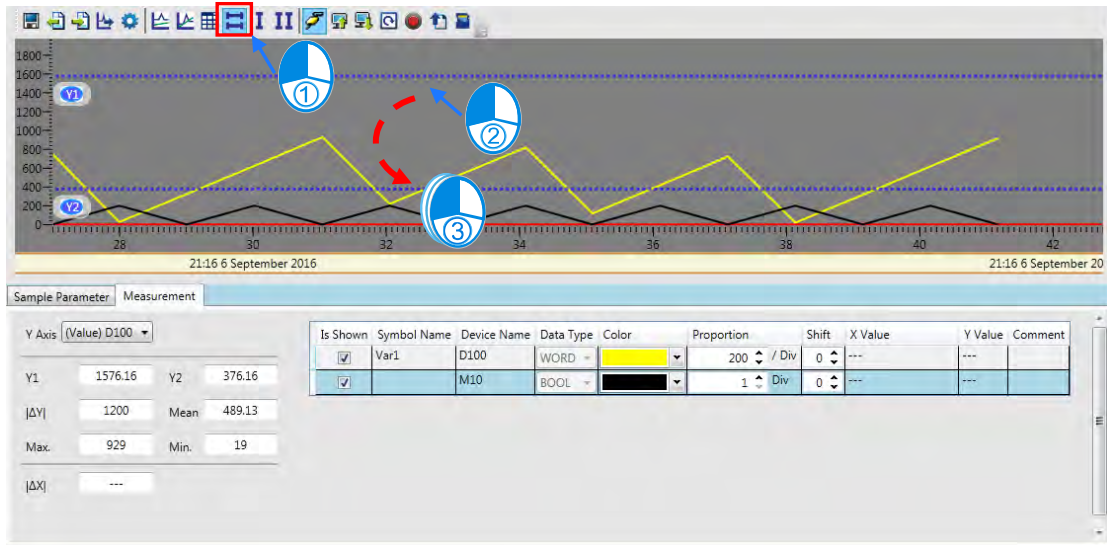 1
2
3
1800
1600
1400
1200
1000
800
600
400
200
0
Y1
Y2
28 30 32 34 36 38 40 42
21:16 6 September 2016 21:16 6 September 20
Sample Parameter Measurement
Y Axis (Value) D100
Y1 1576.16 Y2 376.16
|ΔY| 1200 Mean 489.13
Max. 929 Min. 19
|ΔX| ---
Is Shown Symbol Name Device Name Data Type Color Proportion Shift X Value Y Value Comment
Var1 D100 WORD 200 / Div 0 --- ---
M10 BOOL 1 Div 0 --- ---